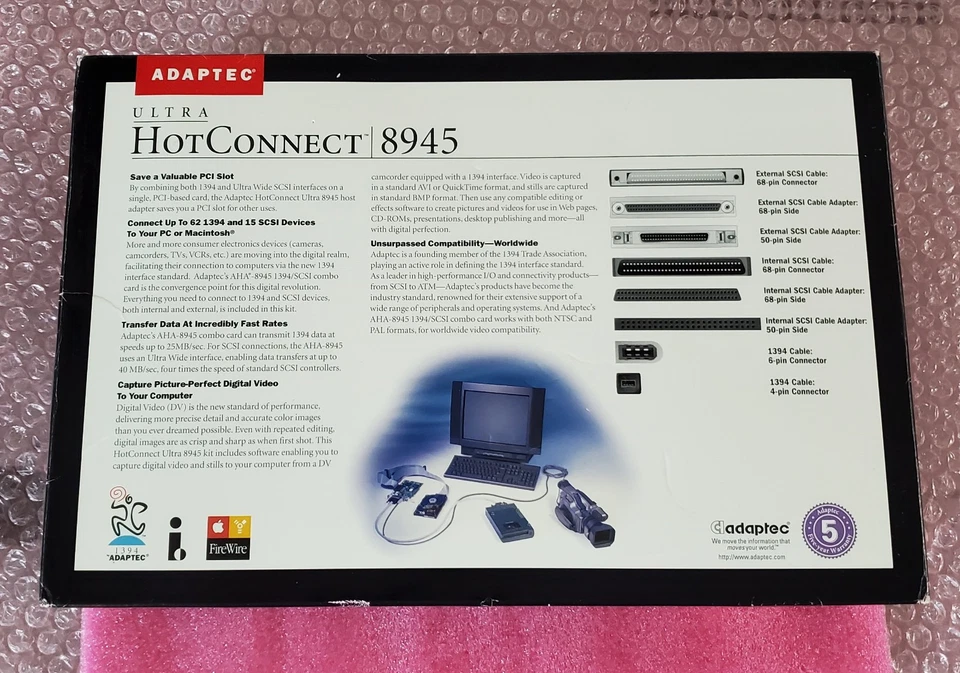 ADAPTEC®
ULTRA
HOTCONNECT™ 8945
Save a Valuable PCI Slot
By combining both 1394 and Ultra Wide SCSI interfaces on a
single, PCI-based card, the Adaptec HotConnect Ultra 8945 host
adapter saves you a PCI slot for other uses.
Connect Up To 62 1394 and 15 SCSI Devices
To Your PC or Macintosh®
More and more consumer electronics devices (cameras,
camcorders, TVs, VCRs, etc.) are moving into the digital realm,
facilitating their connection to computers via the new 1394
interface standard. Adaptec's AHA®-8945 1394/SCSI combo
card is the convergence point for this digital revolution.
Everything you need to connect to 1394 and SCSI devices,
both internal and external, is included in this kit.
Transfer Data At Incredibly Fast Rates
Adaptec's AHA-8945 combo card can transmit 1394 data at
speeds up to 25MB/sec. For SCSI connections, the AHA-8945
uses an Ultra Wide interface, enabling data transfers at up to
40 MB/sec, four times the speed of standard SCSI controllers.
Capture Picture-Perfect Digital Video
To Your Computer
Digital Video (DV) is the new standard of performance,
delivering more precise detail and accurate color images
than you ever dreamed possible. Even with repeated editing,
digital images are as crisp and sharp as when first shot. This
HotConnect Ultra 8945 kit includes software enabling you to
capture digital video and stills to your computer from a DV
camcorder equipped with a 1394 interface. Video is captured
in a standard AVI or QuickTime format, and stills are captured
in standard BMP format. Then use any compatible editing or
effects software to create pictures and videos for use in Web pages,
CD-ROMs, presentations, desktop publishing and more—all
with digital perfection.
Unsurpassed Compatibility—Worldwide
Adaptec is a founding member of the 1394 Trade Association,
playing an active role in defining the 1394 interface standard.
As a leader in high-performance I/O and connectivity products—
from SCSI to ATM—Adaptec's products have become the
industry standard, renowned for their extensive support of a
wide range of peripherals and operating systems. And Adaptec's
AHA-8945 1394/SCSI combo card works with both NTSC and
PAL formats, for worldwide video compatibility.
External SCSI Cable:
68-pin Connector
External SCSI Cable Adapter:
68-pin Side
External SCSI Cable Adapter:
50-pin Side
Internal SCSI Cable:
68-pin Connector
Internal SCSI Cable Adapter:
68-pin Side
Internal SCSI Cable Adapter:
50-pin Side
1394 Cable:
6-pin Connector
1394 Cable:
4-pin Connector
1394
ADAPTEC
FireWire
adaptec
We move the information that
moves your world.™
http://www.adaptec.com
Adaptec
5
Five Year Warranty